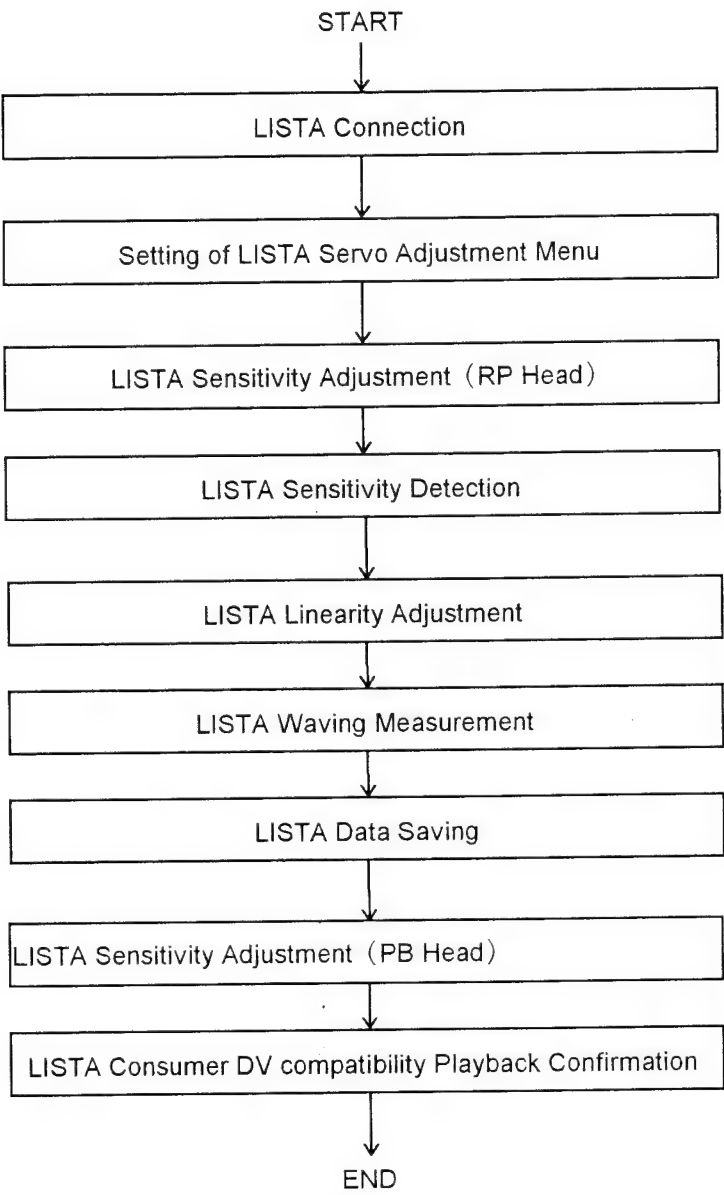 START
LISTA Connection
Setting of LISTA Servo Adjustment Menu
LISTA Sensitivity Adjustment（RP Head）
LISTA Sensitivity Detection
LISTA Linearity Adjustment
LISTA Waving Measurement
LISTA Data Saving
LISTA Sensitivity Adjustment（PB Head）
LISTA Consumer DV compatibility Playback Confirmation
END